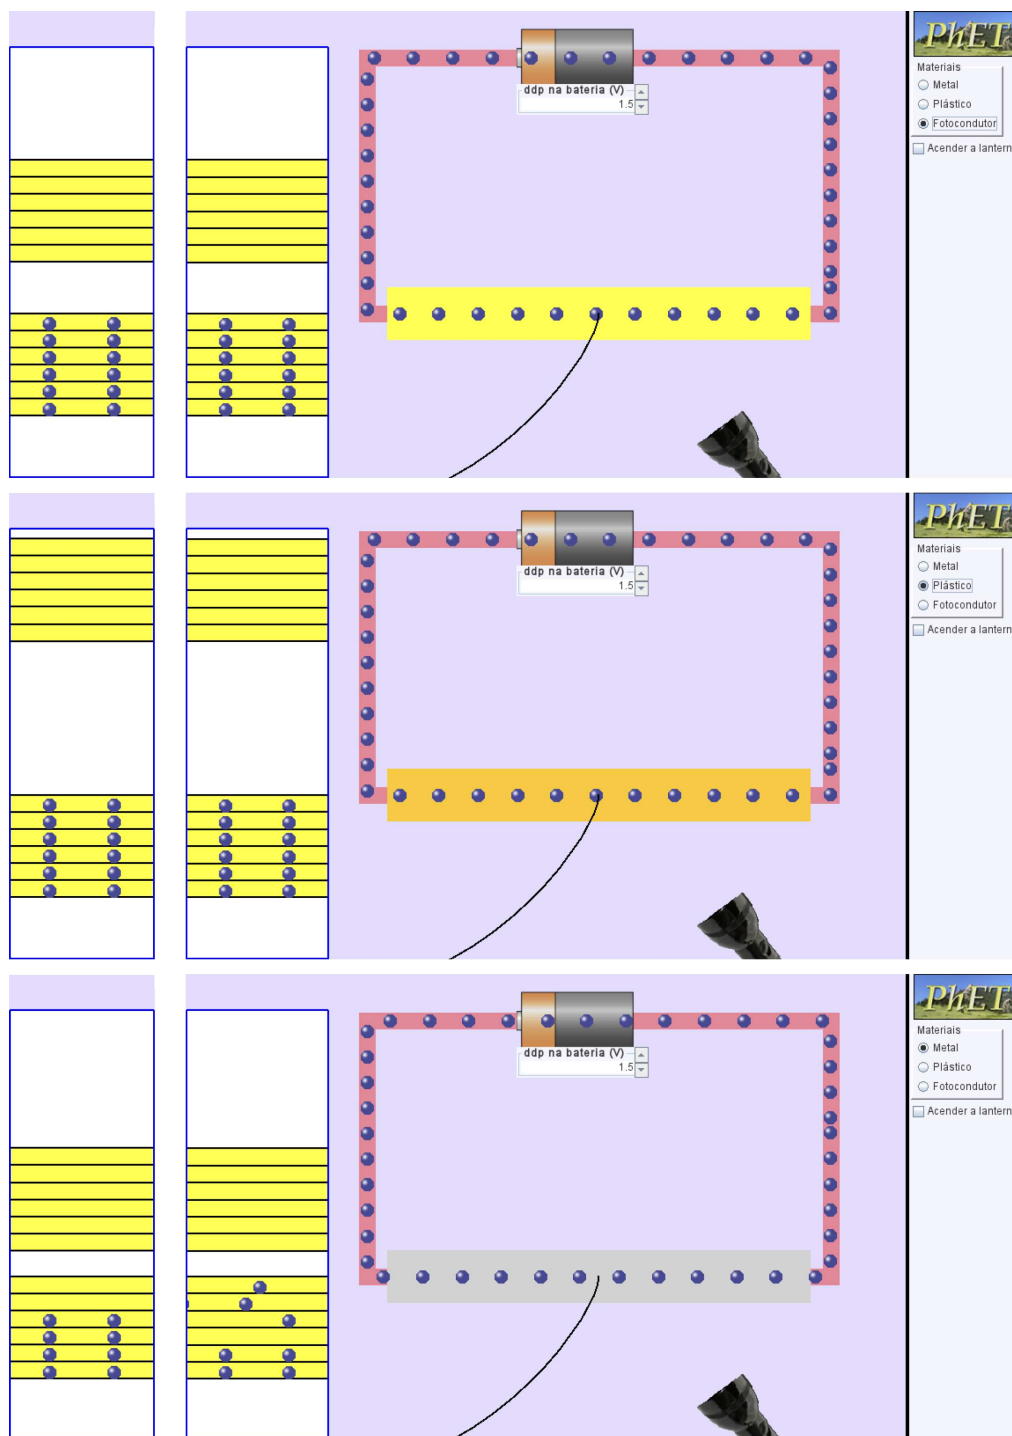 PhET
Materiais
Metal
Plástico
Fotocondutor
Acender a lantern
ddp na bateria (V)
1.5
PhET
Materiais
Metal
Plástico
Fotocondutor
Acender a lantern
ddp na bateria (V)
1.5
PhET
Materiais
Metal
Plástico
Fotocondutor
Acender a lantern
ddp na bateria (V)
1.5